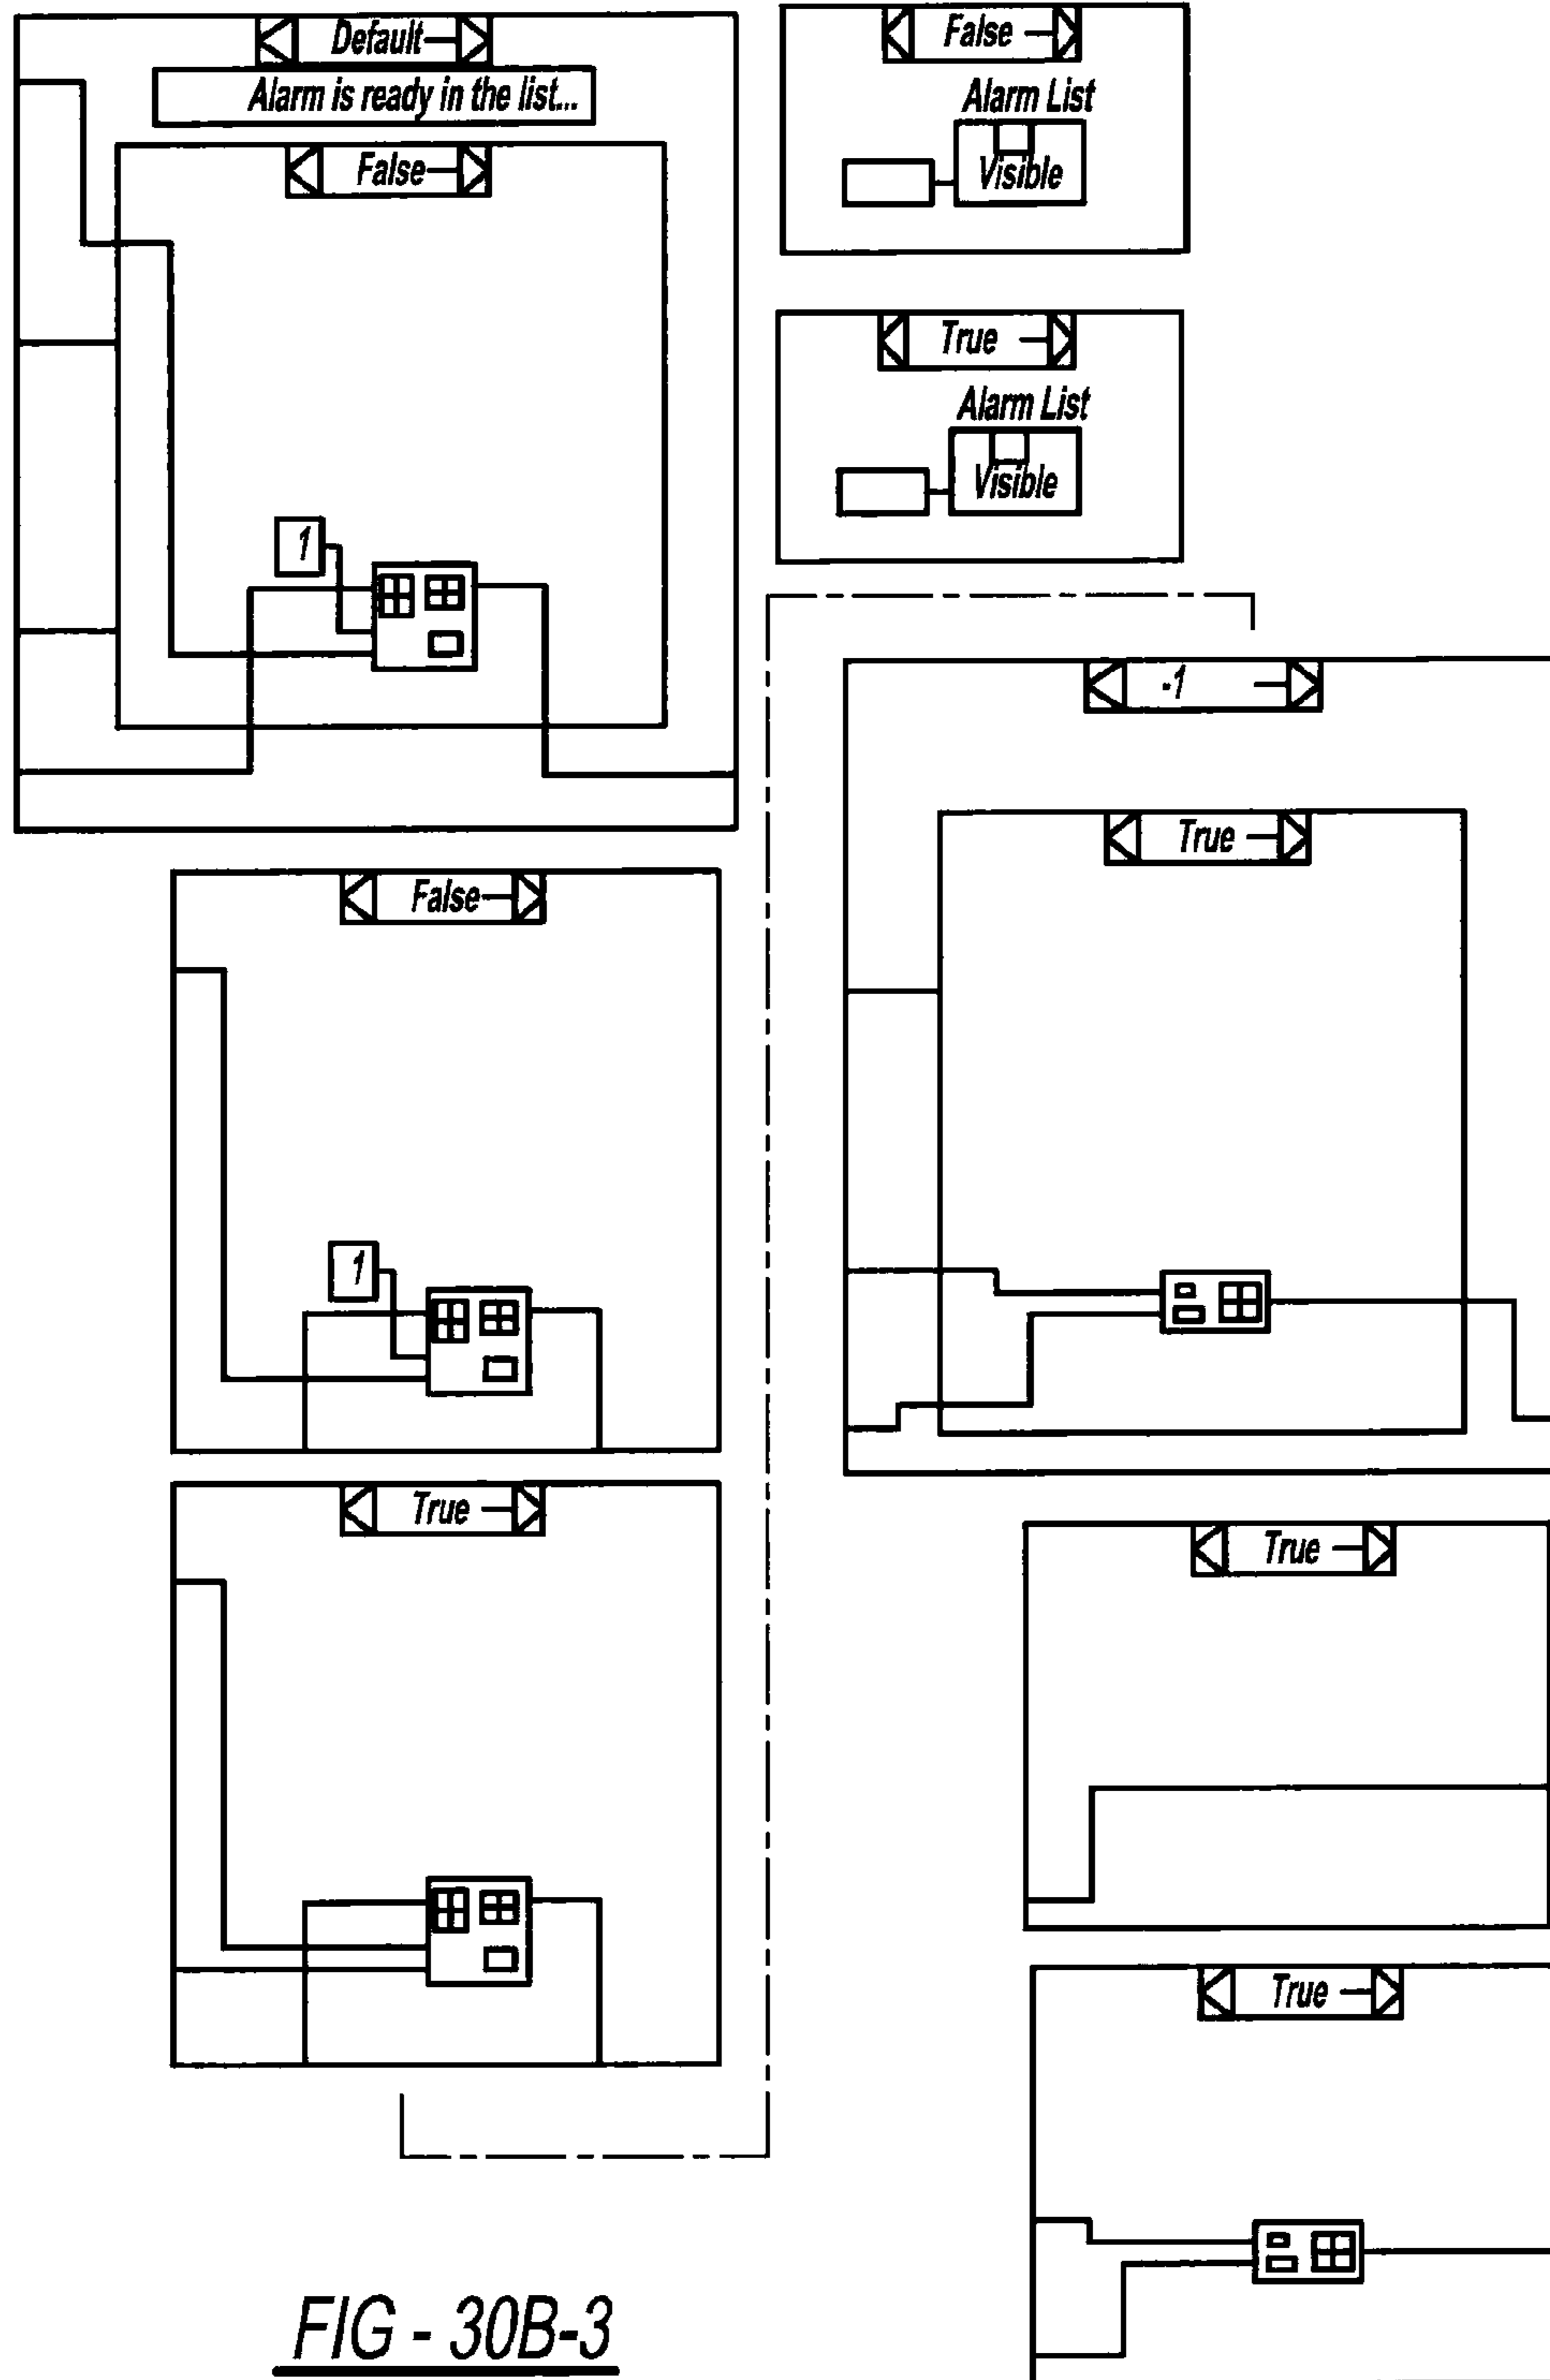 Default
Alarm is ready in the list...
False
1
False
1
True
False
Alarm List
Visible
True
Alarm List
Visible
-1
True
True
True
FIG - 30B-3